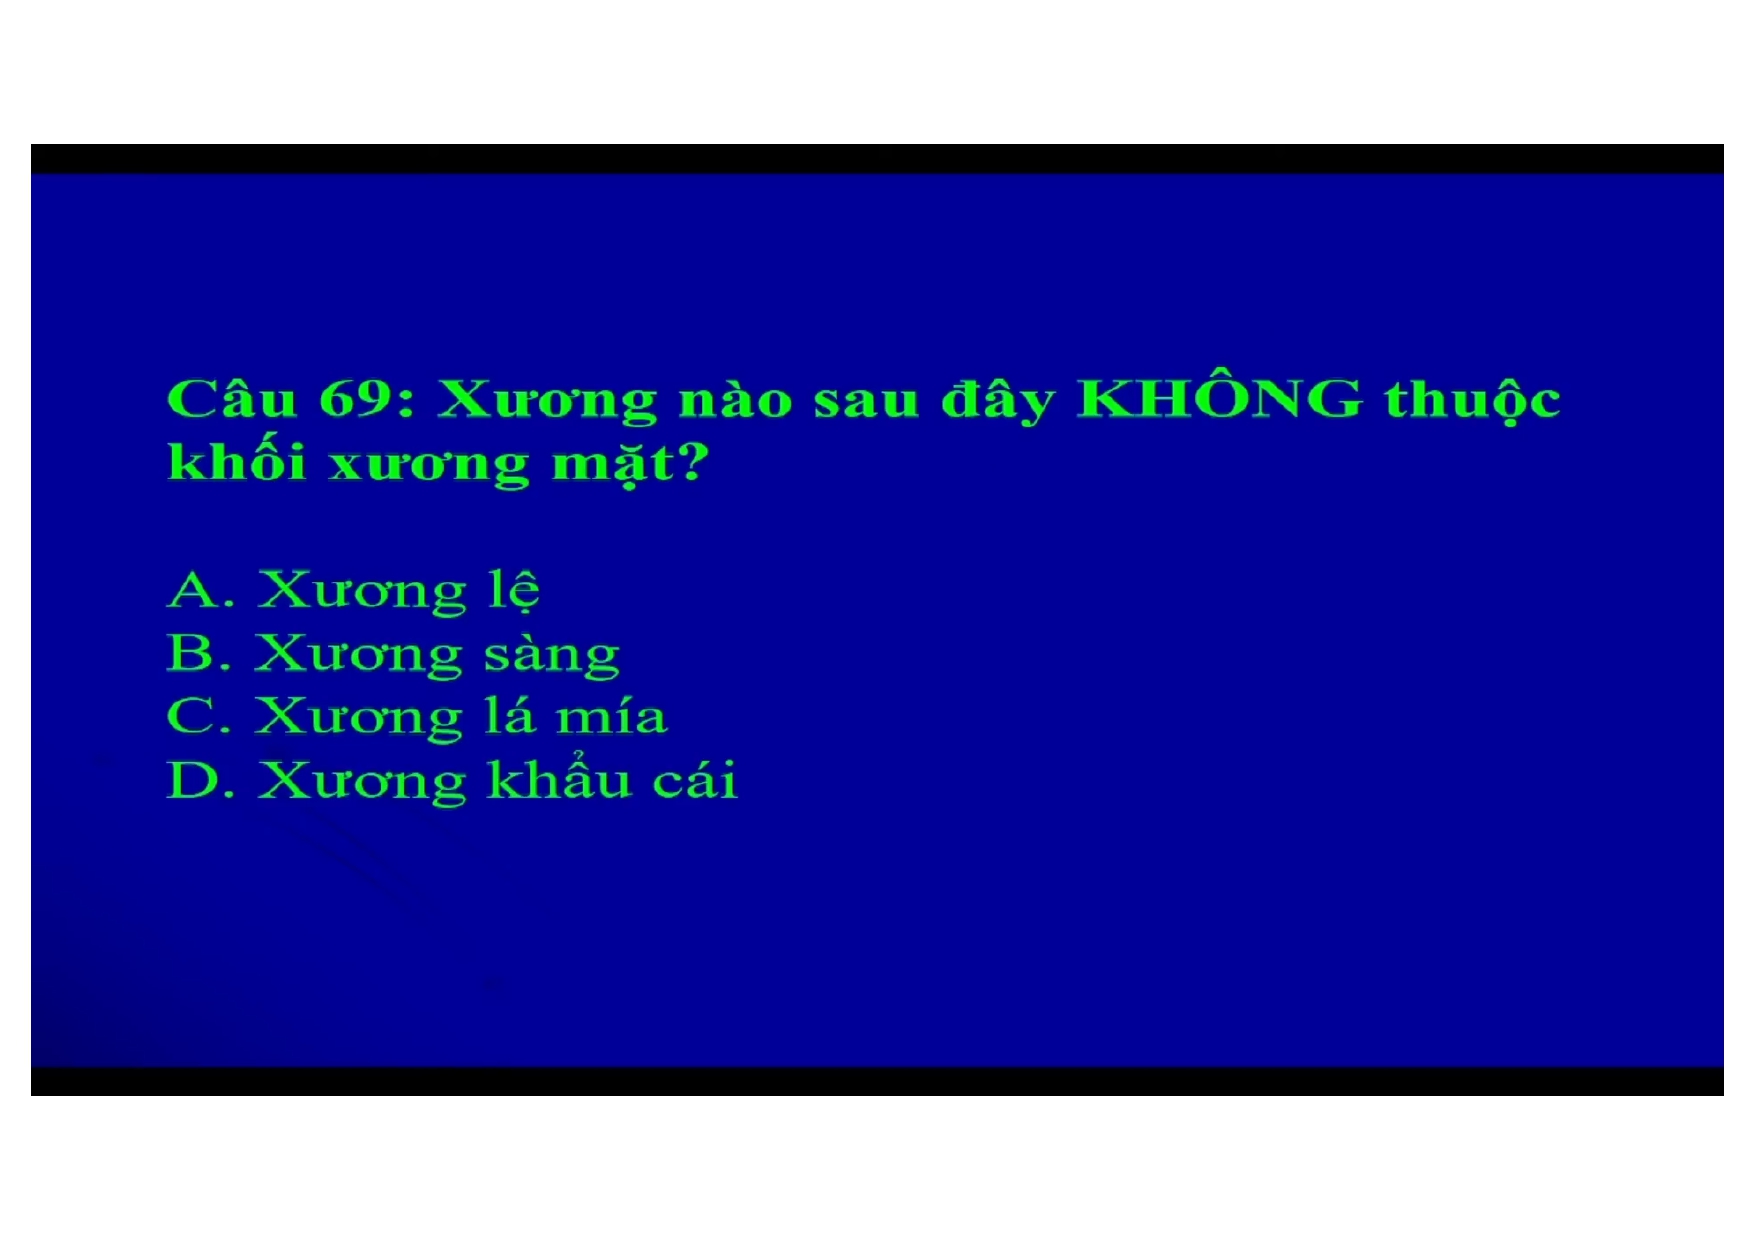 Câu 69: Xương nào sau đây KHÔNG thuộc
khối xương mặt?
A. Xương lệ
B. Xương sàng
C. Xương lá mía
D. Xương khẩu cái